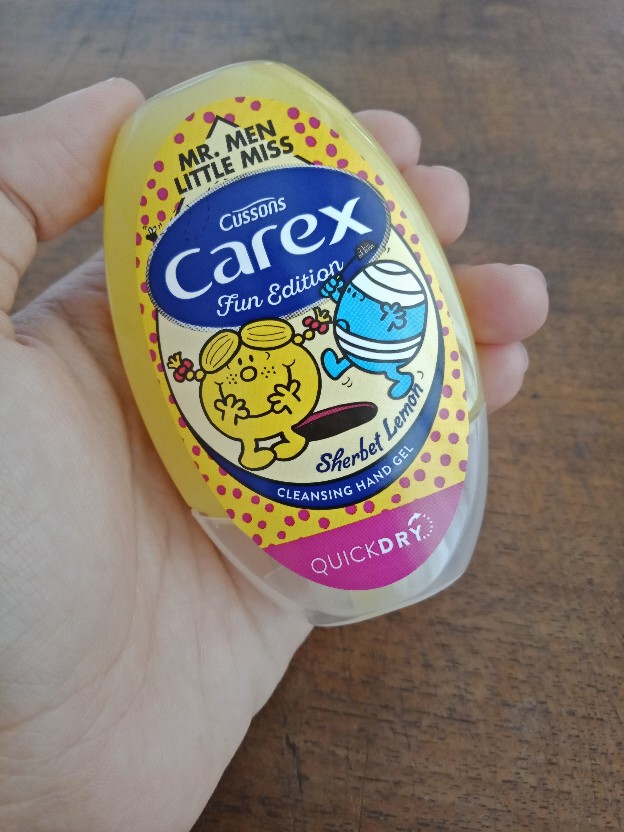 MR. MEN
LITTLE MISS
Cussons
Carex
Fun Edition
Sherbet Lemon
CLEANSING HAND GEL
QUICKDRY